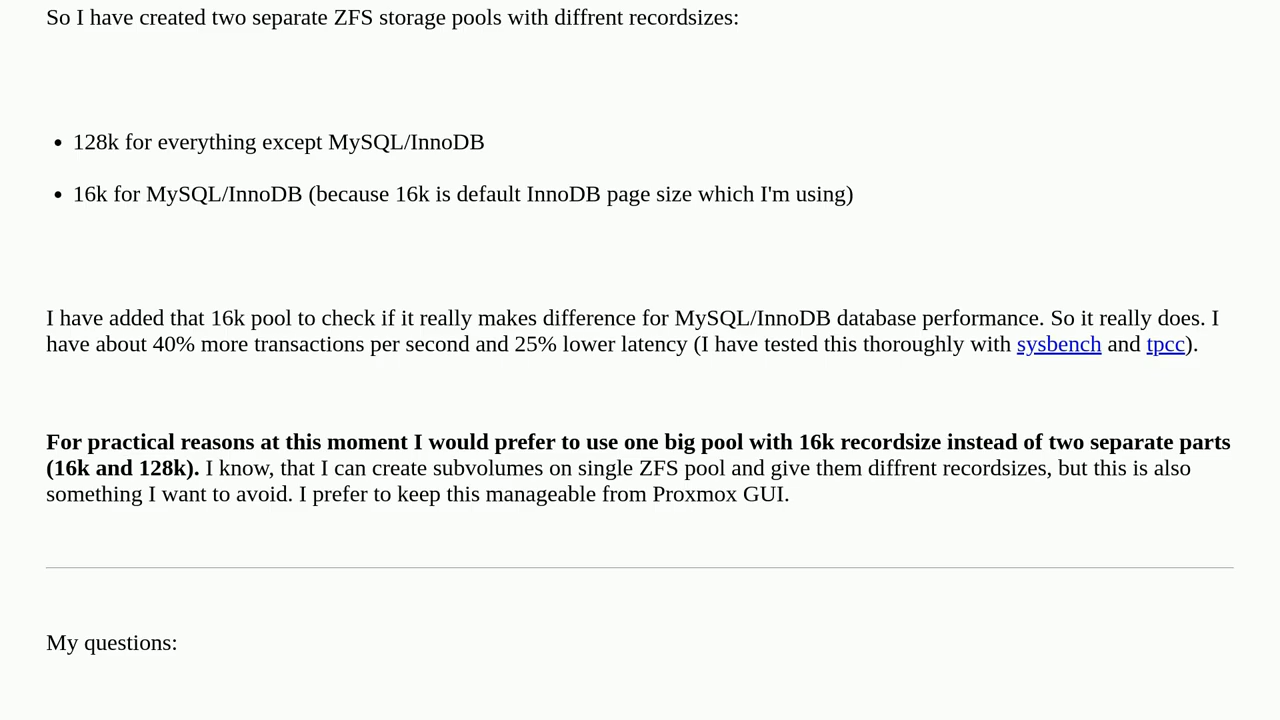 So I have created two separate ZFS storage pools with diffrent recordsizes:
• 128k for everything except MySQL/InnoDB
• 16k for MySQL/InnoDB (because 16k is default InnoDB page size which I'm using)
I have added that 16k pool to check if it really makes difference for MySQL/InnoDB database performance. So it really does. I
have about 40% more transactions per second and 25% lower latency (I have tested this thoroughly with sysbench and tpcc).
For practical reasons at this moment I would prefer to use one big pool with 16k recordsize instead of two separate parts
(16k and 128k). I know, that I can create subvolumes on single ZFS pool and give them diffrent recordsizes, but this is also
something I want to avoid. I prefer to keep this manageable from Proxmox GUI.
My questions: